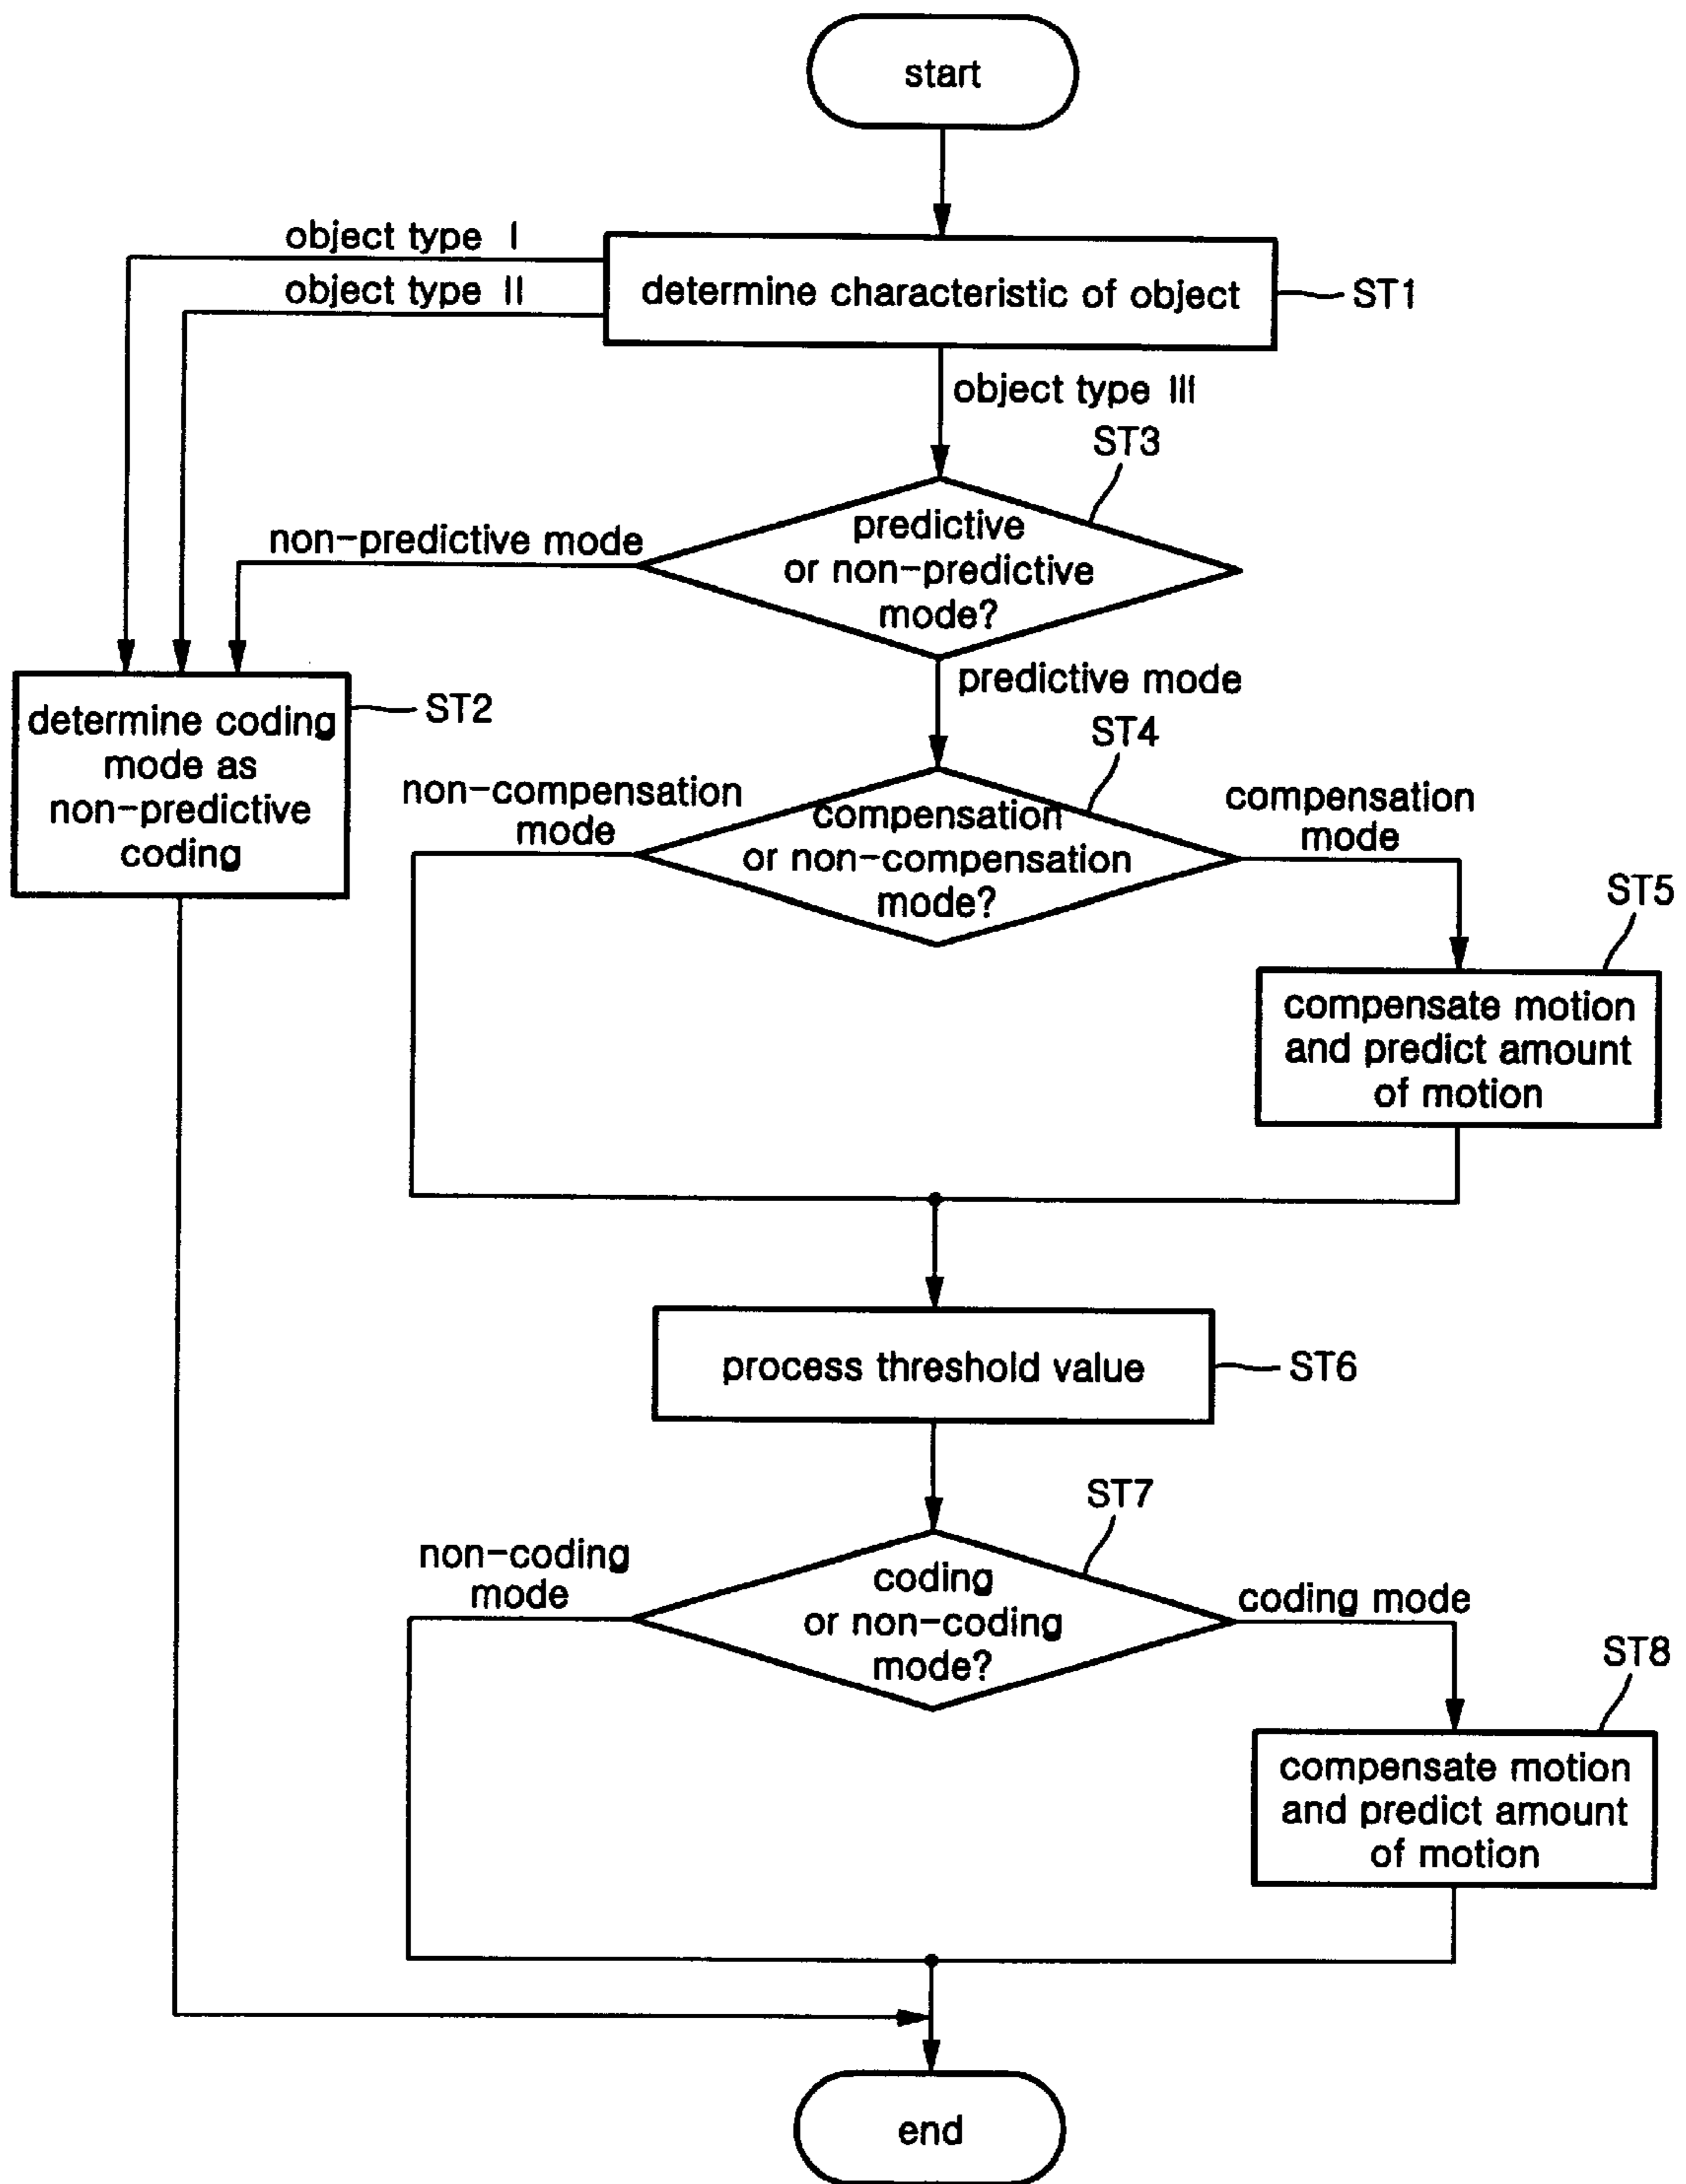 start
object type I
object type II
determine characteristic of object
ST1
object type III
ST3
non-predictive mode
predictive
or non-predictive
mode?
predictive mode
determine coding
mode as
non-predictive
coding
ST2
ST4
non-compensation
mode
compensation
or non-compensation
mode?
compensation
mode
ST5
compensate motion
and predict amount
of motion
process threshold value
ST6
ST7
non-coding
mode
coding
or non-coding
mode?
coding mode
ST8
compensate motion
and predict amount
of motion
end